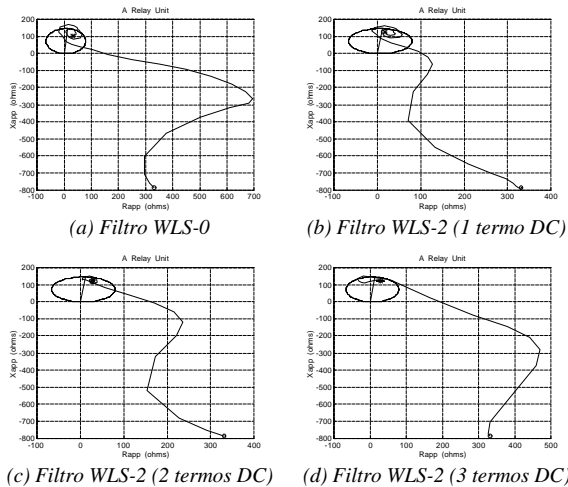 A Relay Unit
A Relay Unit
200
100
0
-100
-200
-300
-400
-500
-600
-700
-800
Xapp (ohms)
-100 0 100 200 300 400 500 600 700
Rapp (ohms)
200
100
0
-100
-200
-300
-400
-500
-600
-700
-800
Xapp (ohms)
-100 0 100 200 300 400
Rapp (ohms)
(a) Filtro WLS-0
(b) Filtro WLS-2 (1 termo DC)
A Relay Unit
A Relay Unit
200
100
0
-100
-200
-300
-400
-500
-600
-700
-800
Xapp (ohms)
-100 0 100 200 300 400
Rapp (ohms)
200
100
0
-100
-200
-300
-400
-500
-600
-700
-800
Xapp (ohms)
-100 0 100 200 300 400 500
Rapp (ohms)
(c) Filtro WLS-2 (2 termos DC)
(d) Filtro WLS-2 (3 termos DC)